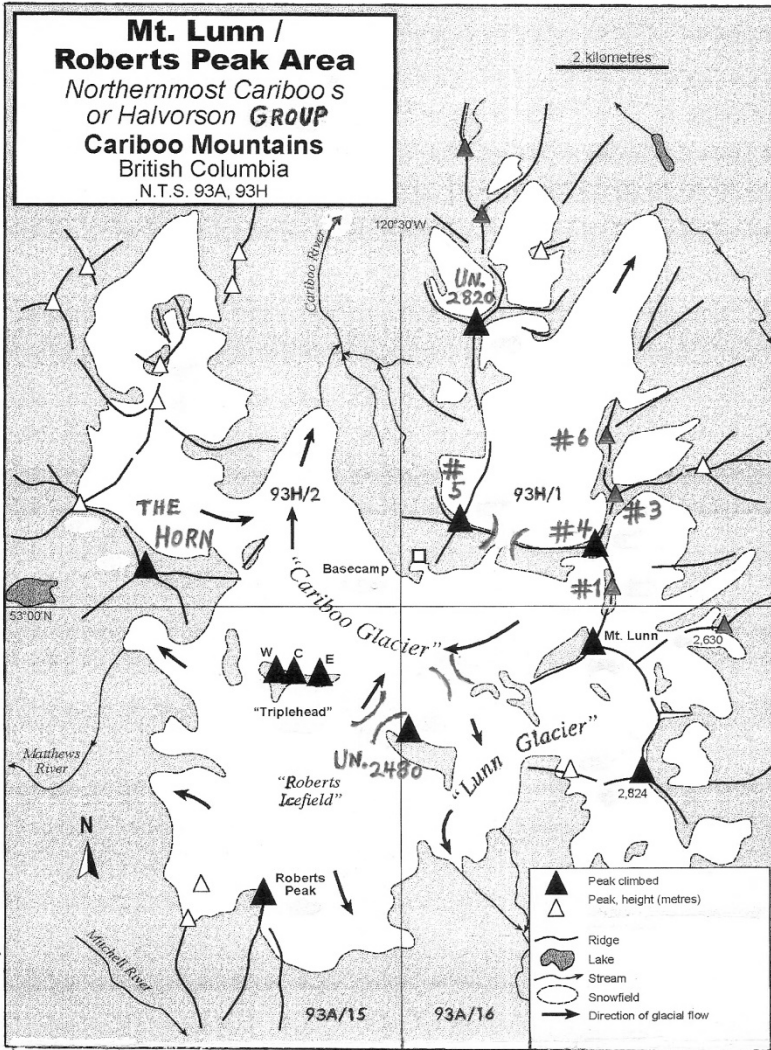 Mt. Lunn /
Roberts Peak Area
Northernmost Cariboos
or Halvorson GROUP
Cariboo Mountains
British Columbia
N.T.S. 93A, 93H
2 kilometres
120°30'W
Cariboo River
UN.
2820
#6
#
5
93H/2
93H/1
THE
HORN
#3
#4
Basecamp
#1
"Cariboo Glacier"
53°00'N
Mt. Lunn
2,630
W C E
"Triplehead"
"Lunn Glacier"
Matthews
River
UN.2480
"Roberts
Icefield"
2,824
N
Roberts
Peak
Mitchell River
93A/15
93A/16
Peak climbed
Peak, height (metres)
Ridge
Lake
Stream
Snowfield
Direction of glacial flow